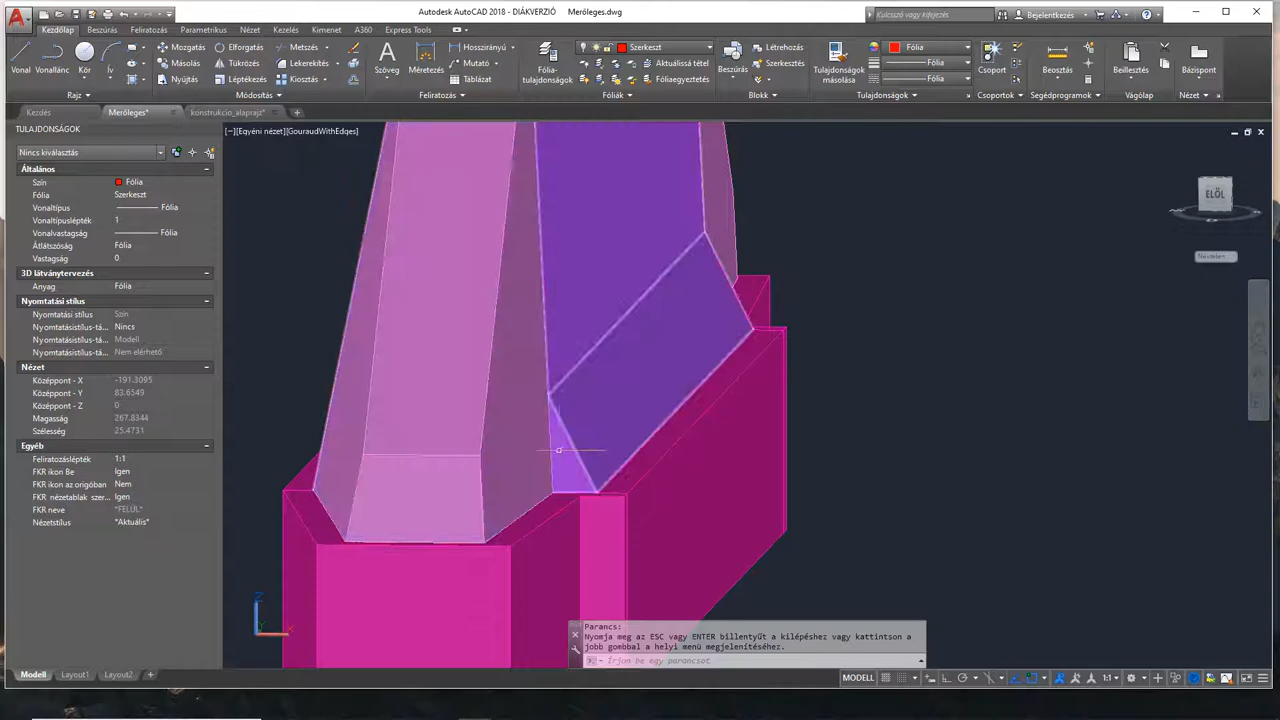 Autodesk AutoCAD 2018 - DIÁKVERZIÓ Merőleges.dwg
Kulcsszó vagy kifejezés
Bejelentkezés
Kezdőlap Beszúrás Feliratozás Parametrikus Nézet Kezelés Kimenet A360 Express Tools
Vonal Vonallánc Kör Ív
Mozgatás Elforgatás Metszés
Másolás Tükrözés Lekerekítés
Nyújtás Léptékezés Kiosztás
Szöveg Méretezés
Hosszúirány
Mutató
Táblázat
Fólia-tulajdonságok
Szerkeszt
Aktuálissá tétel
Fóliaegyeztetés
Beszúrás
Létrehozás
Szerkesztés
Tulajdonságok másolása
Fólia
Fólia
Fólia
Csoport
Beosztás
Beillesztés
Bázispont
Rajz Módosítás Feliratozás Fóliák Blokk Tulajdonságok Csoportok Segédprogramok Vágólap Nézet
Kezdés Merőleges* konstrukcio_alaprajz*
TULAJDONSÁGOK
Nincs kiválasztás
Általános
Szín Fólia
Fólia Szerkeszt
Vonaltípus Fólia
Vonaltípuslépték 1
Vonalvastagság Fólia
Átlátszóság Fólia
Vastagság 0
3D látványtervezés
Anyag Fólia
Nyomtatási stílus
Nyomtatási stílus Szín
Nyomtatásistílus-tá... Nincs
Nyomtatásistílus-tá... Modell
Nyomtatásistílus-tá... Nem elérhető
Nézet
Középpont - X -191.3095
Középpont - Y 83.6549
Középpont - Z 0
Magasság 267.8344
Szélesség 25.4731
Egyéb
Feliratozáslépték 1:1
FKR ikon Be Igen
FKR ikon az origóban Nem
FKR nézetablak szer... Igen
FKR neve *FELÜL*
Nézetstílus *Aktuális*
[−][Egyéni nézet][GouraudWithEdges]
ELÖL
Névtelen
Z
Y
X
Parancs:
Nyomja meg az ESC vagy ENTER billentyűt a kilépéshez vagy kattintson a
jobb gombbal a helyi menü megjelenítéséhez.
Írjon be egy parancsot
Modell Layout1 Layout2
MODELL
1:1